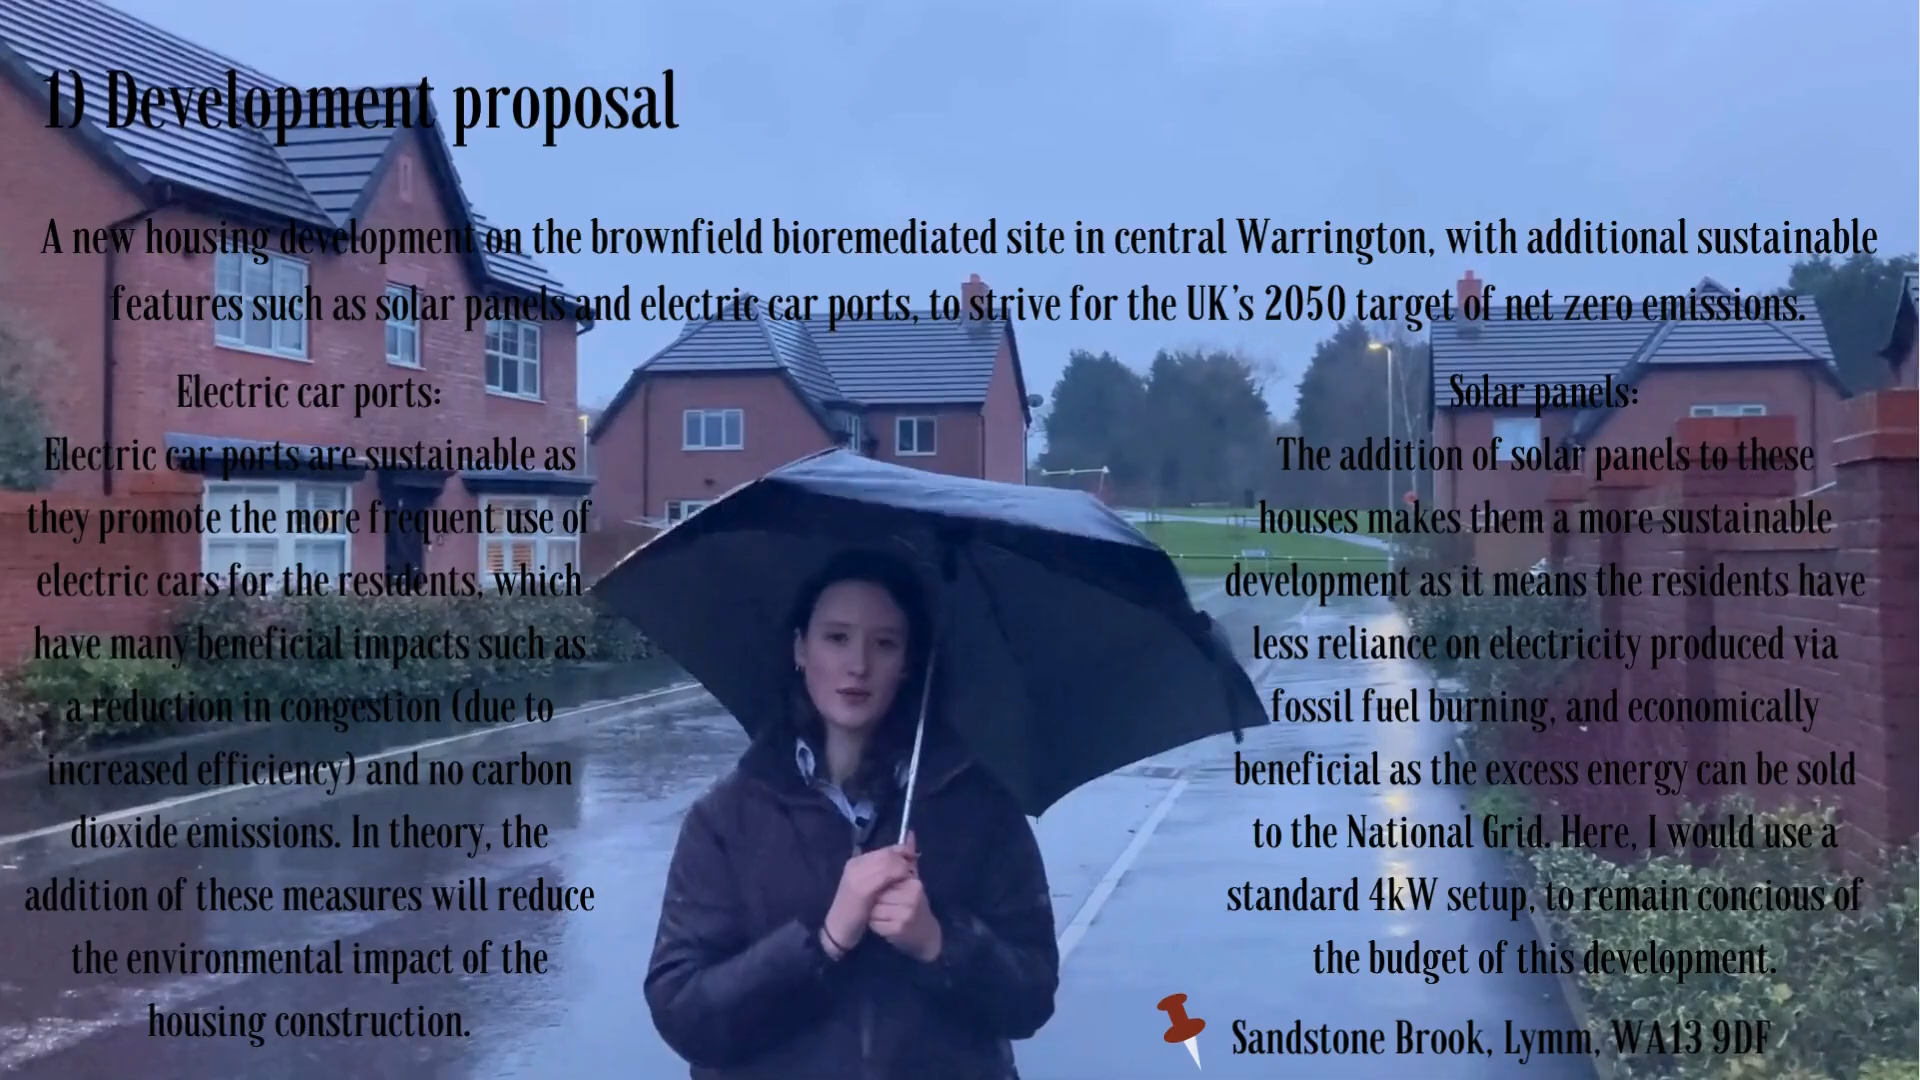 1) Development proposal
A new housing development on the brownfield bioremediated site in central Warrington, with additional sustainable
features such as solar panels and electric car ports, to strive for the UK's 2050 target of net zero emissions.
Electric car ports:
Electric car ports are sustainable as
they promote the more frequent use of
electric cars for the residents, which
have many beneficial impacts such as
a reduction in congestion (due to
increased efficiency) and no carbon
dioxide emissions. In theory, the
addition of these measures will reduce
the environmental impact of the
housing construction.
Solar panels:
The addition of solar panels to these
houses makes them a more sustainable
development as it means the residents have
less reliance on electricity produced via
fossil fuel burning, and economically
beneficial as the excess energy can be sold
to the National Grid. Here, I would use a
standard 4kW setup, to remain concious of
the budget of this development.
Sandstone Brook, Lymm, WA13 9DF